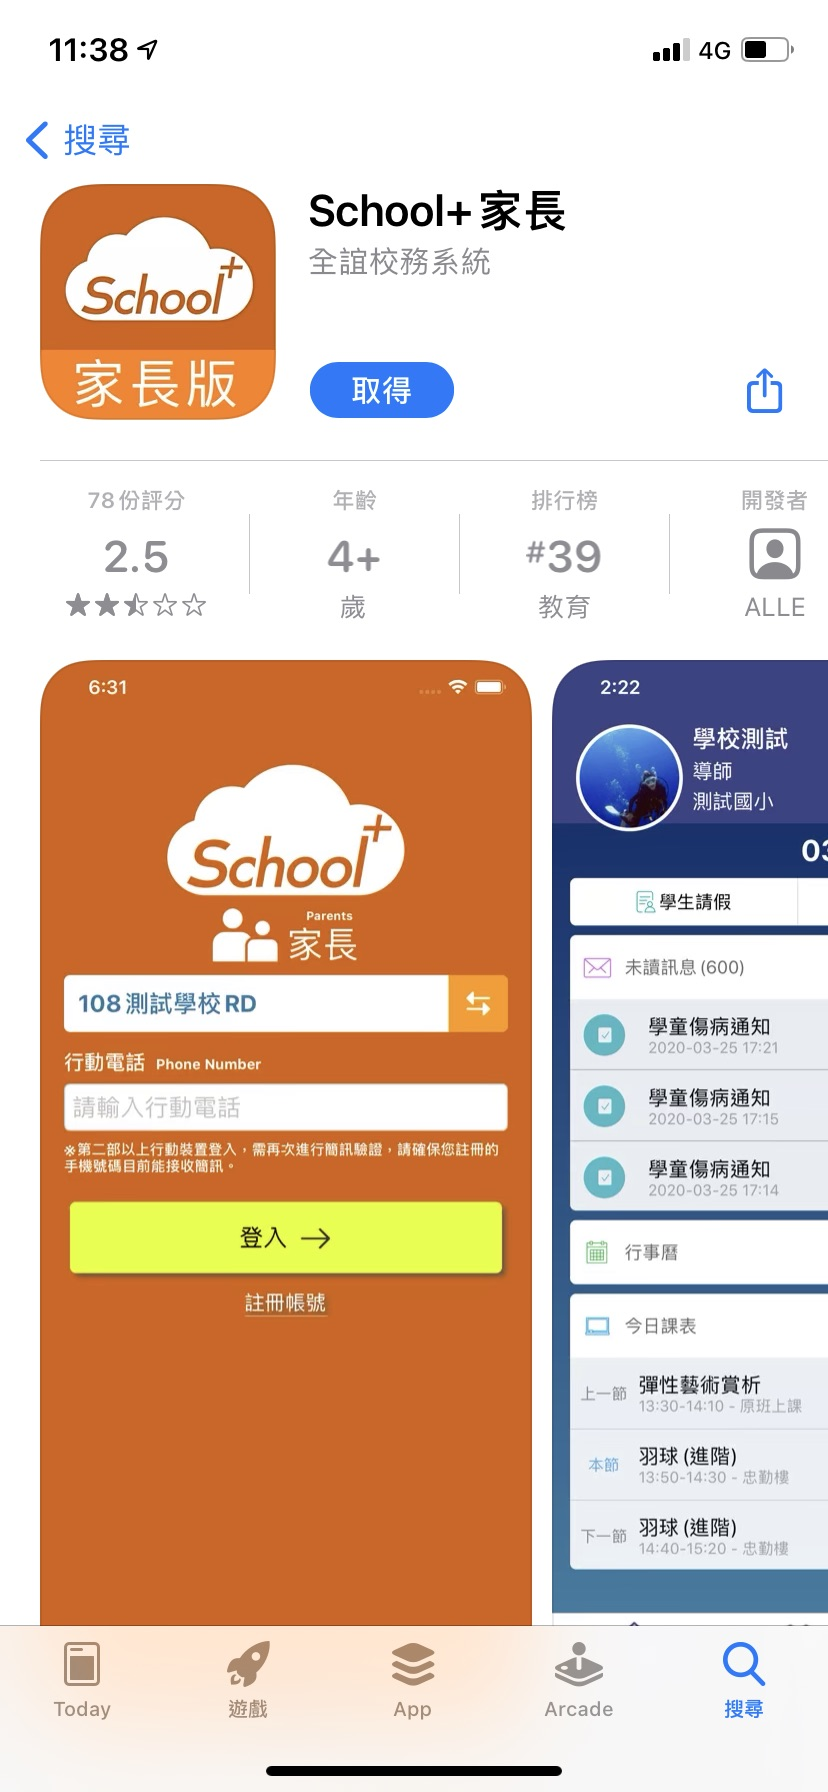 11:38
4G
搜尋
School+
家長版
School+家長
全誼校務系統
取得
78 份評分
2.5
年齡
4+
歲
排行榜
#39
教育
開發者
ALLE
6:31
School+
Parents
家長
108 測試學校 RD
行動電話 Phone Number
請輸入行動電話
※第二部以上行動裝置登入，需再次進行簡訊驗證，請確保您註冊的
手機號碼目前能接收簡訊。
登入 →
註冊帳號
2:22
學校測試
導師
測試國小
03
學生請假
未讀訊息 (600)
學童傷病通知
2020-03-25 17:21
學童傷病通知
2020-03-25 17:15
學童傷病通知
2020-03-25 17:14
行事曆
今日課表
上一節
彈性藝術賞析
13:30-14:10 - 原班上課
本節
羽球 (進階)
13:50-14:30 - 忠勤樓
下一節
羽球 (進階)
14:40-15:20 - 忠勤樓
Today
遊戲
App
Arcade
搜尋